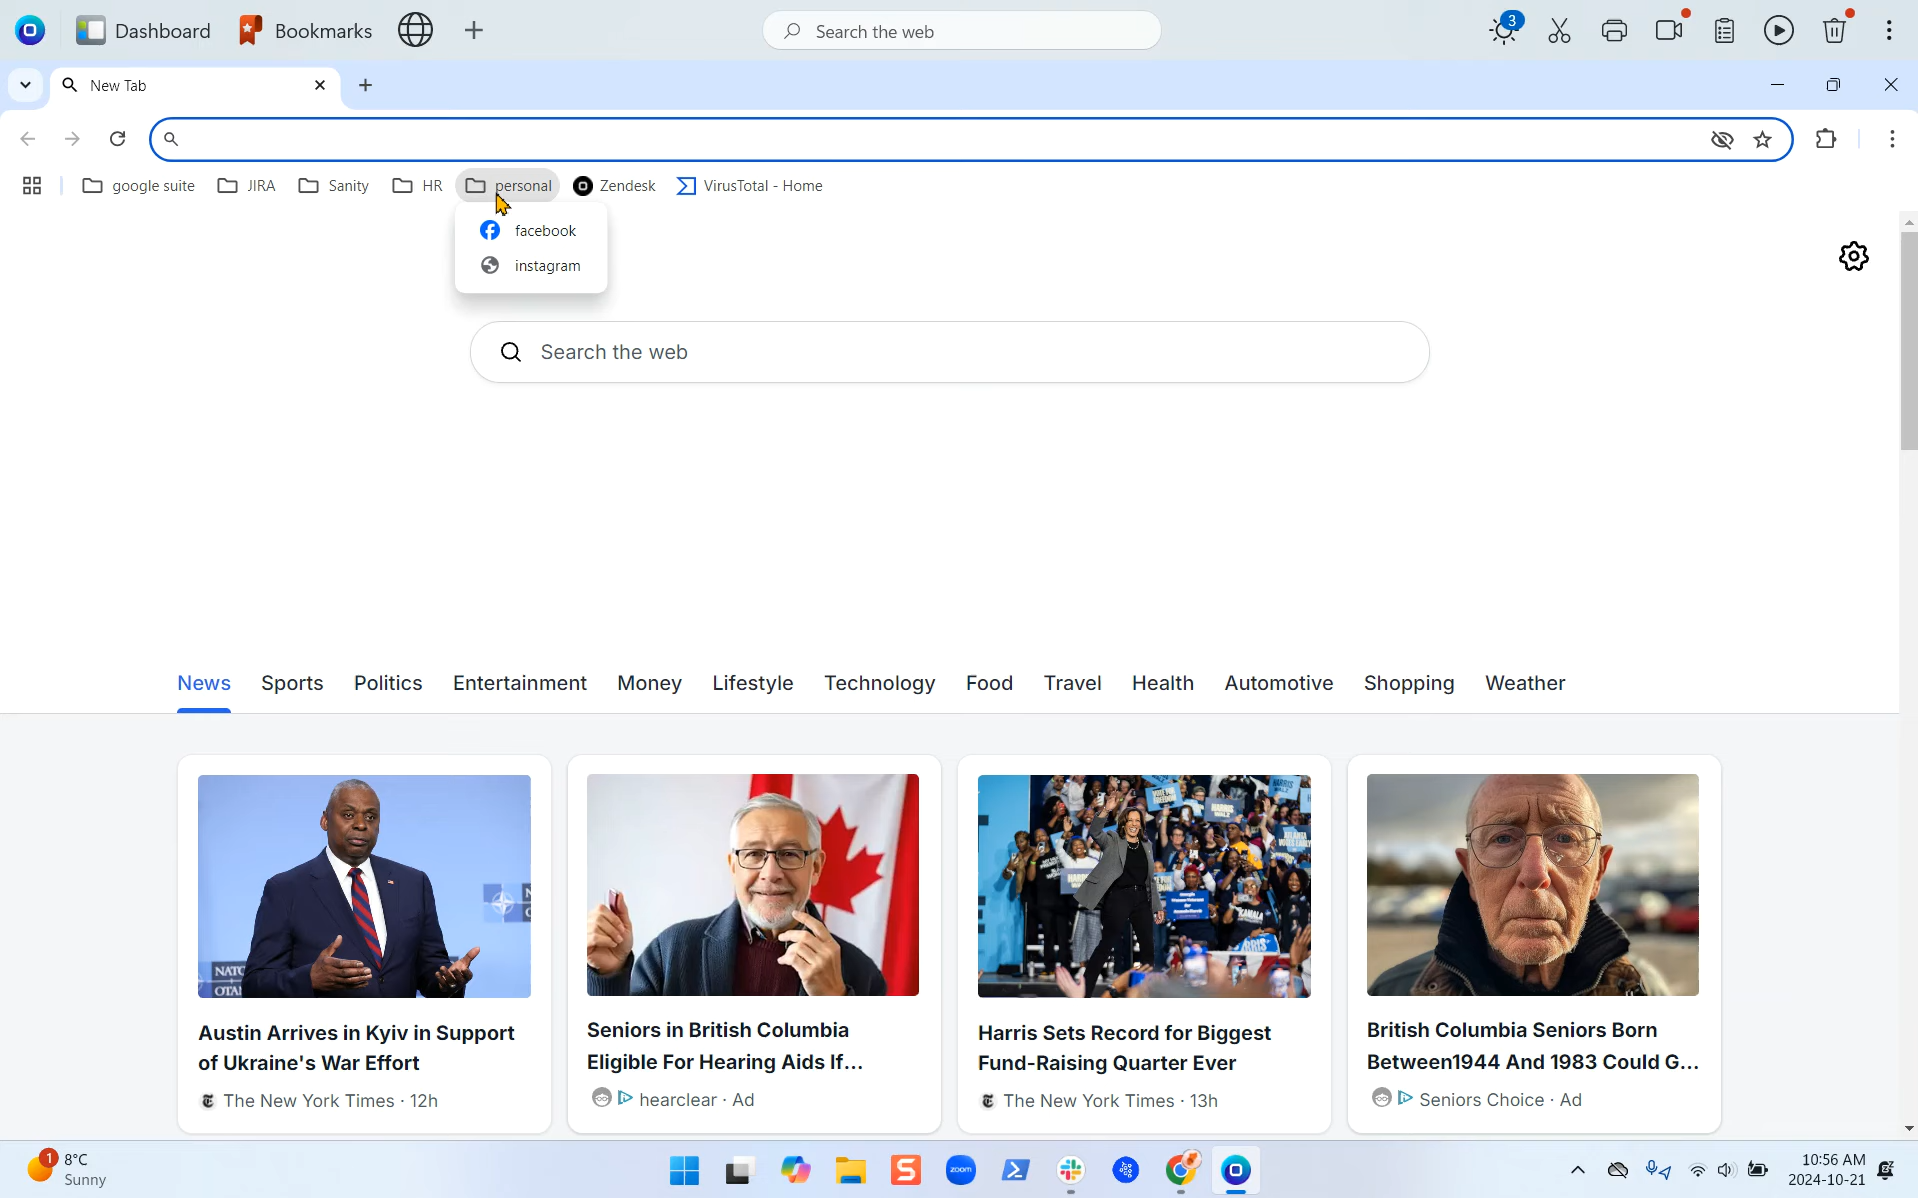 Dashboard Bookmarks Search the web 3
New Tab
google suite JIRA Sanity HR personal Zendesk VirusTotal - Home
facebook
instagram
Search the web
News Sports Politics Entertainment Money Lifestyle Technology Food Travel Health Automotive Shopping Weather
Austin Arrives in Kyiv in Support
of Ukraine's War Effort
The New York Times · 12h
Seniors in British Columbia
Eligible For Hearing Aids If...
hearclear · Ad
Harris Sets Record for Biggest
Fund-Raising Quarter Ever
The New York Times · 13h
British Columbia Seniors Born
Between1944 And 1983 Could G...
Seniors Choice · Ad
1 8°C
Sunny
zoom
10:56 AM
2024-10-21